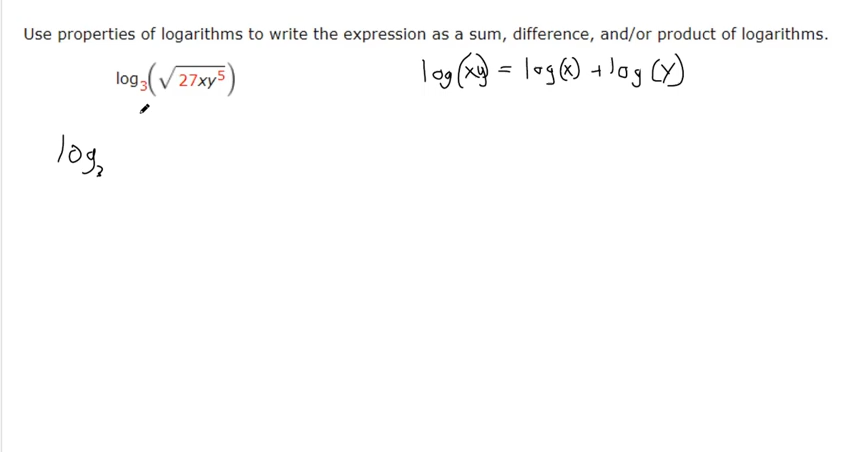 Use properties of logarithms to write the expression as a sum, difference, and/or product of logarithms.
log₃(√27xy⁵)
log(xy) = log(x) + log(y)
log₃